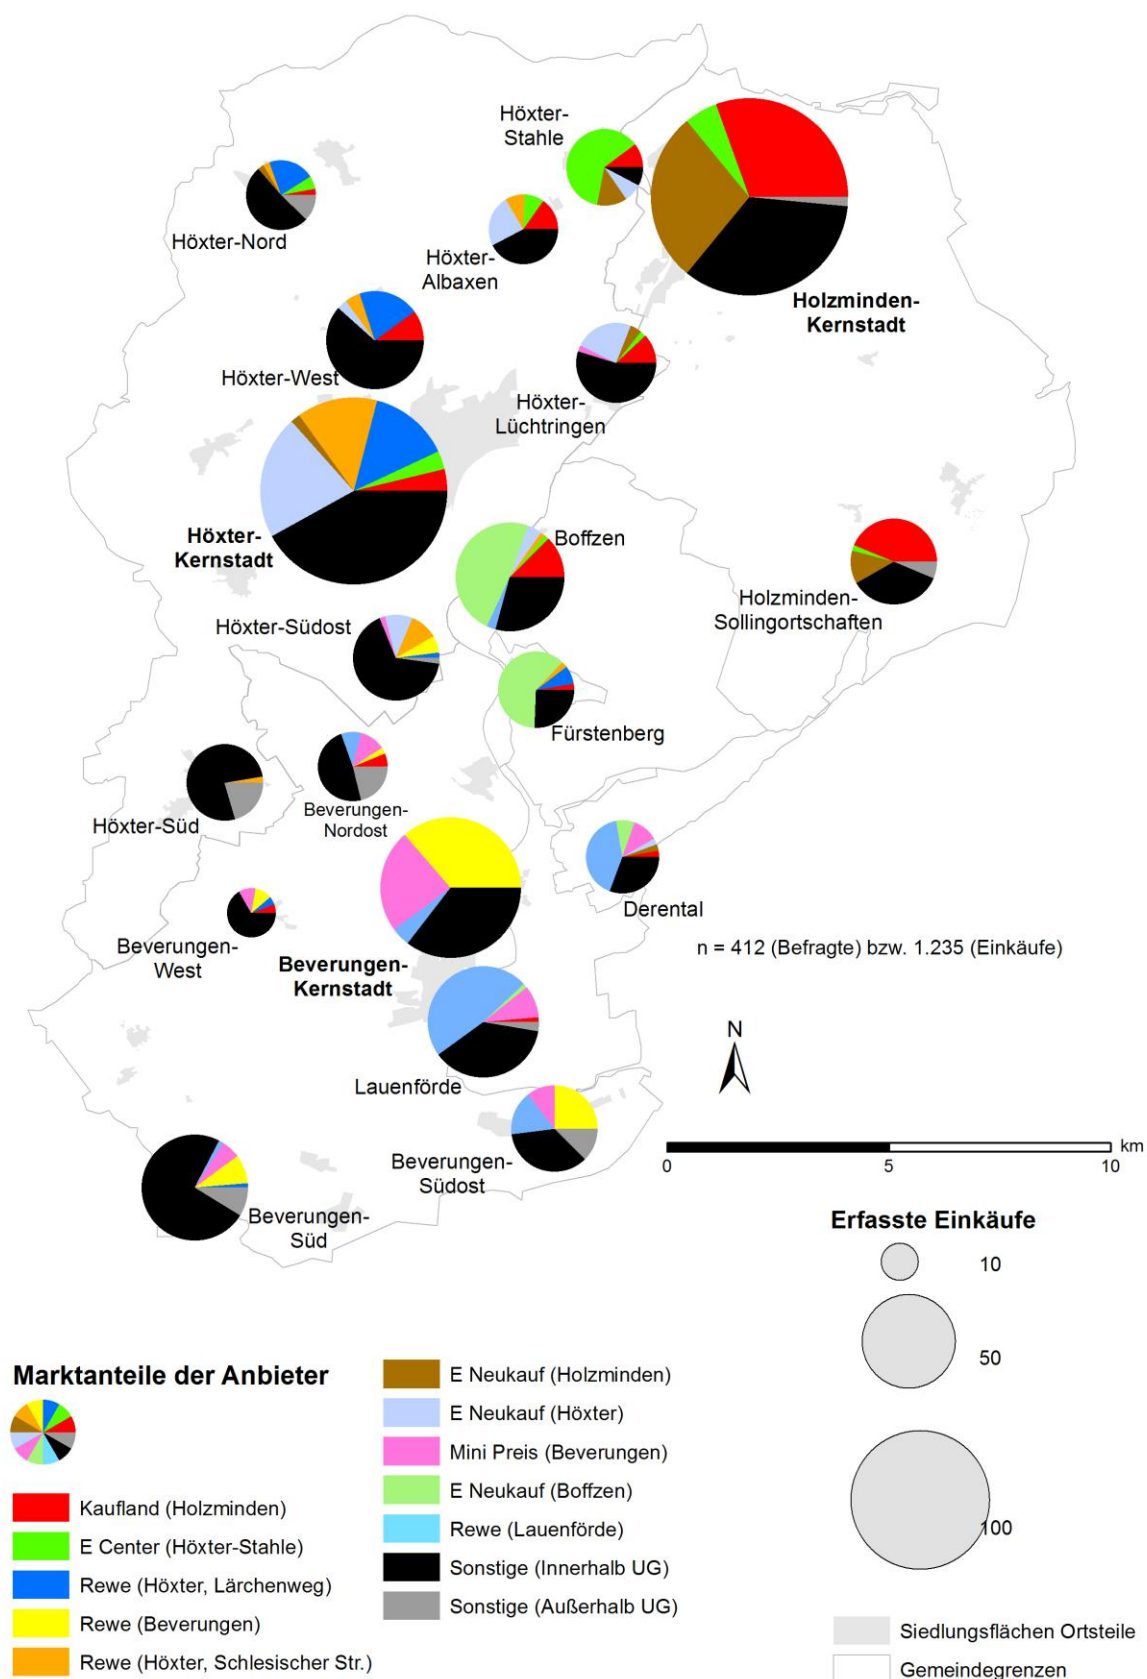 Höxter-
Stahle
Höxter-Nord
Höxter-
Albaxen
Holzminden-
Kernstadt
Höxter-West
Höxter-
Lüchtringen
Höxter-
Kernstadt
Boffzen
Holzminden-
Sollingortschaften
Höxter-Südost
Fürstenberg
Höxter-Süd
Beverungen-
Nordost
Derental
Beverungen-
West
Beverungen-
Kernstadt
n = 412 (Befragte) bzw. 1.235 (Einkäufe)
N
Lauenförde
Beverungen-
Südost
km
0 5 10
Beverungen-
Süd
Erfasste Einkäufe
10
50
100
Marktanteile der Anbieter
Kaufland (Holzminden)
E Center (Höxter-Stahle)
Rewe (Höxter, Lärchenweg)
Rewe (Beverungen)
Rewe (Höxter, Schlesischer Str.)
E Neukauf (Holzminden)
E Neukauf (Höxter)
Mini Preis (Beverungen)
E Neukauf (Boffzen)
Rewe (Lauenförde)
Sonstige (Innerhalb UG)
Sonstige (Außerhalb UG)
Siedlungsflächen Ortsteile
Gemeindegrenzen